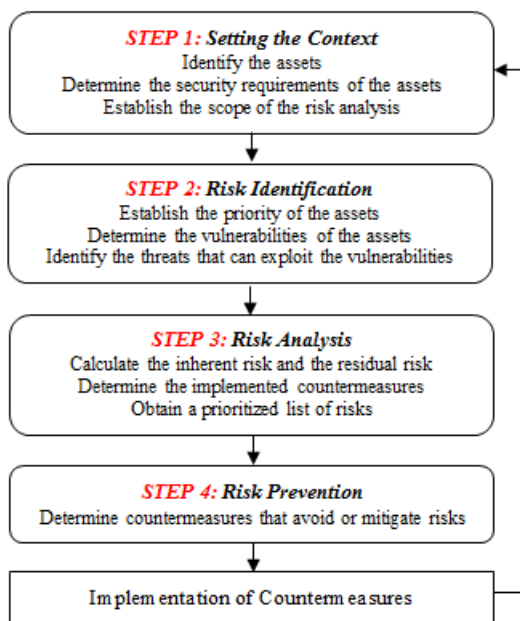 STEP 1: Setting the Context
Identify the assets
Determine the security requirements of the assets
Establish the scope of the risk analysis
STEP 2: Risk Identification
Establish the priority of the assets
Determine the vulnerabilities of the assets
Identify the threats that can exploit the vulnerabilities
STEP 3: Risk Analysis
Calculate the inherent risk and the residual risk
Determine the implemented countermeasures
Obtain a prioritized list of risks
STEP 4: Risk Prevention
Determine countermeasures that avoid or mitigate risks
Implementation of Countermeasures